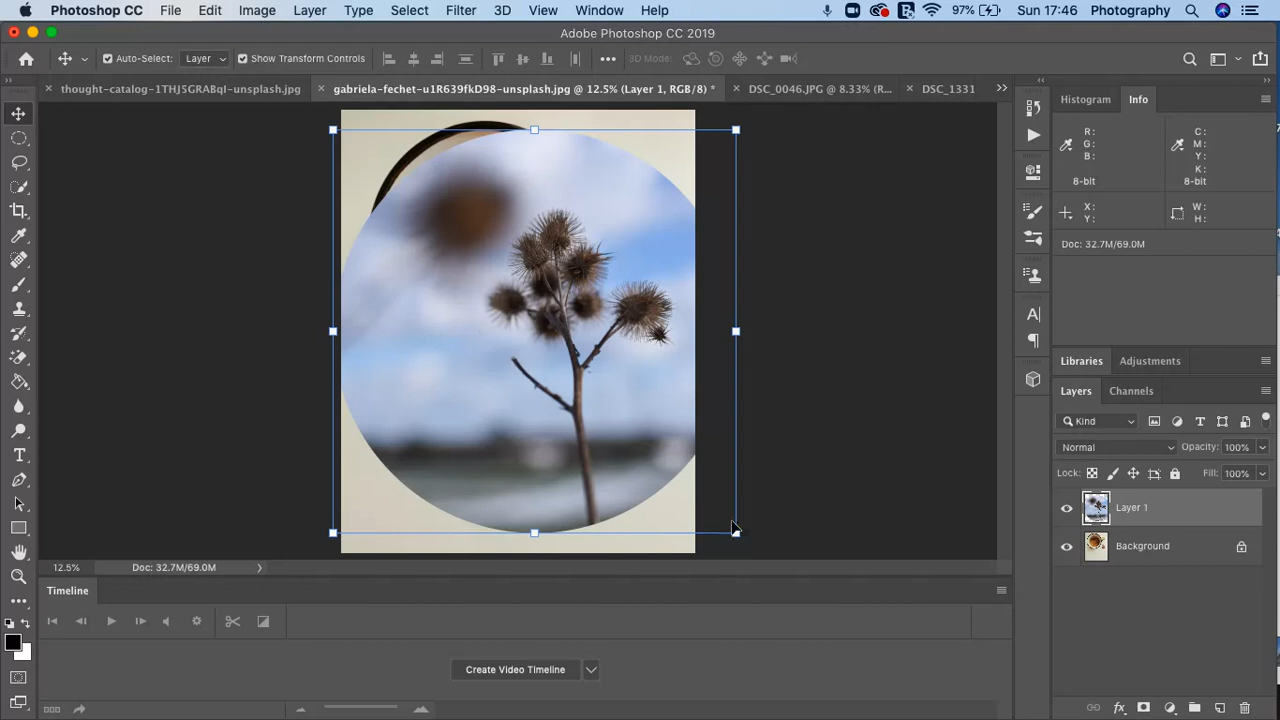 Photoshop CC File Edit Image Layer Type Select Filter 3D View Window Help 97% Sun 17:46 Photography
Adobe Photoshop CC 2019
Auto-Select: Layer Show Transform Controls 3D Mode:
thought-catalog-1THJSGRABqI-unsplash.jpg gabriela-fechet-u1R639fkD98-unsplash.jpg @ 12.5% (Layer 1, RGB/8) * DSC_0046.JPG @ 8.33% (R... DSC_1331
Histogram Info
R: C:
G: M:
B: Y:
K:
8-bit 8-bit
X: W:
Y: H:
Doc: 32.7M/69.0M
Libraries Adjustments
Layers Channels
Kind
Normal Opacity: 100%
Lock: Fill: 100%
Layer 1
Background
12.5% Doc: 32.7M/69.0M
Timeline
Create Video Timeline